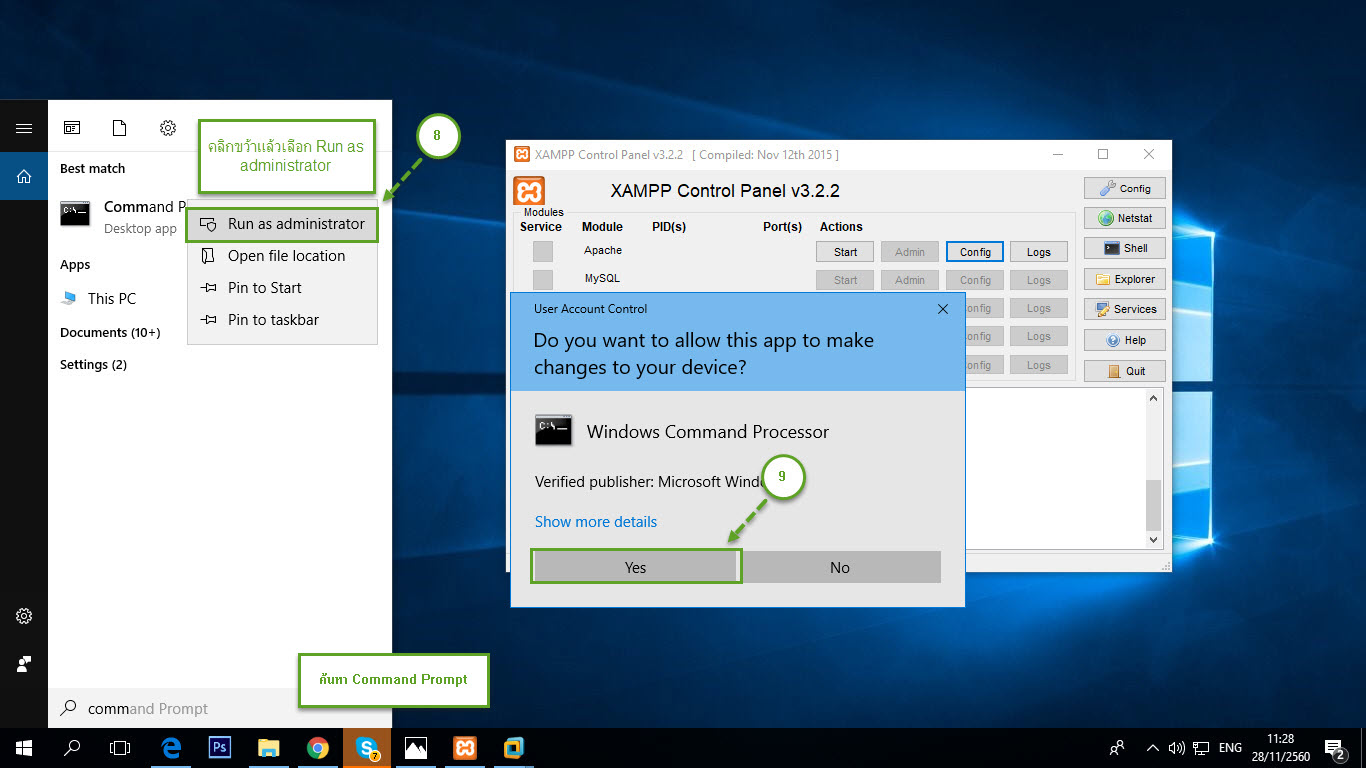 คลิกขวาแล้วเลือก Run as
administrator
8
Best match
Command P
Desktop app
Run as administrator
Open file location
Pin to Start
Pin to taskbar
Apps
This PC
Documents (10+)
Settings (2)
ค้นหา Command Prompt
command Prompt
XAMPP Control Panel v3.2.2 [ Compiled: Nov 12th 2015 ]
XAMPP Control Panel v3.2.2
Modules
Service Module PID(s) Port(s) Actions
Apache Start Admin Config Logs
MySQL Start Admin Config Logs
Config Logs
Config Logs
Config Logs
Config
Netstat
Shell
Explorer
Services
Help
Quit
User Account Control
Do you want to allow this app to make
changes to your device?
C:\_
Windows Command Processor
Verified publisher: Microsoft Windo
9
Show more details
Yes No
Ps
7
ENG
11:28
28/11/2560
2